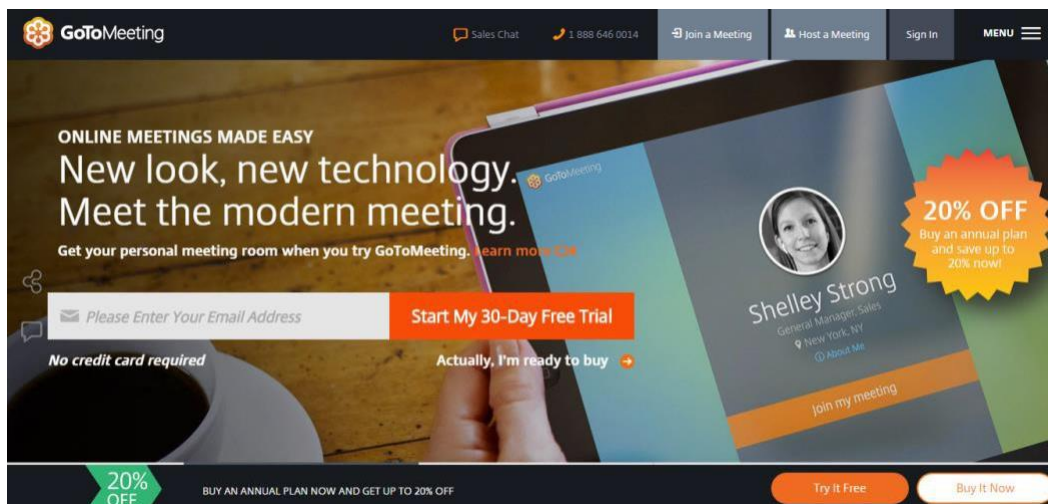 GoToMeeting
Sales Chat
1 888 646 0014
Join a Meeting
Host a Meeting
Sign In
MENU
ONLINE MEETINGS MADE EASY
New look, new technology.
Meet the modern meeting.
Get your personal meeting room when you try GoToMeeting. Learn more
Please Enter Your Email Address
Start My 30-Day Free Trial
No credit card required
Actually, I'm ready to buy
GoToMeeting
Shelley Strong
General Manager, Sales
New York, NY
About Me
Join my meeting
20% OFF
Buy an annual plan
and save up to
20% now!
20%
OFF
BUY AN ANNUAL PLAN NOW AND GET UP TO 20% OFF
Try It Free
Buy It Now